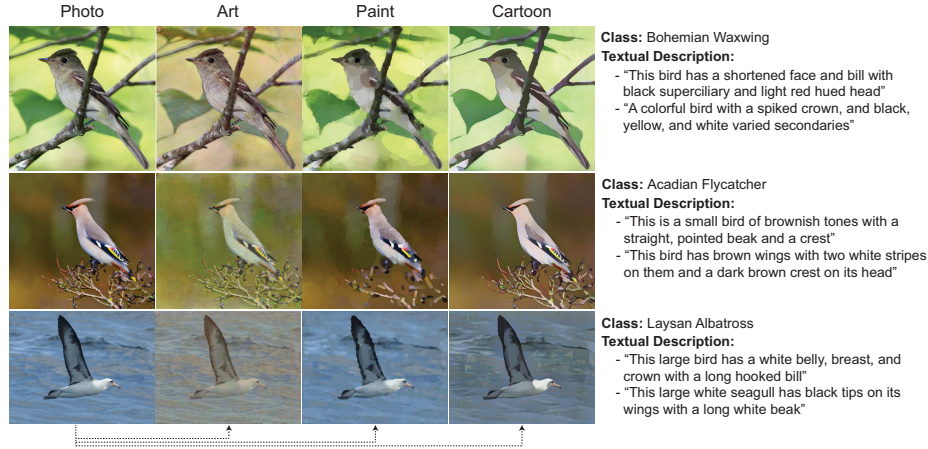 Photo Art Paint Cartoon
Class: Bohemian Waxwing
Textual Description:
- “This bird has a shortened face and bill with
black superciliary and light red hued head”
- “A colorful bird with a spiked crown, and black,
yellow, and white varied secondaries”
Class: Acadian Flycatcher
Textual Description:
- “This is a small bird of brownish tones with a
straight, pointed beak and a crest”
- “This bird has brown wings with two white stripes
on them and a dark brown crest on its head”
Class: Laysan Albatross
Textual Description:
- “This large bird has a white belly, breast, and
crown with a long hooked bill”
- “This large white seagull has black tips on its
wings with a long white beak”